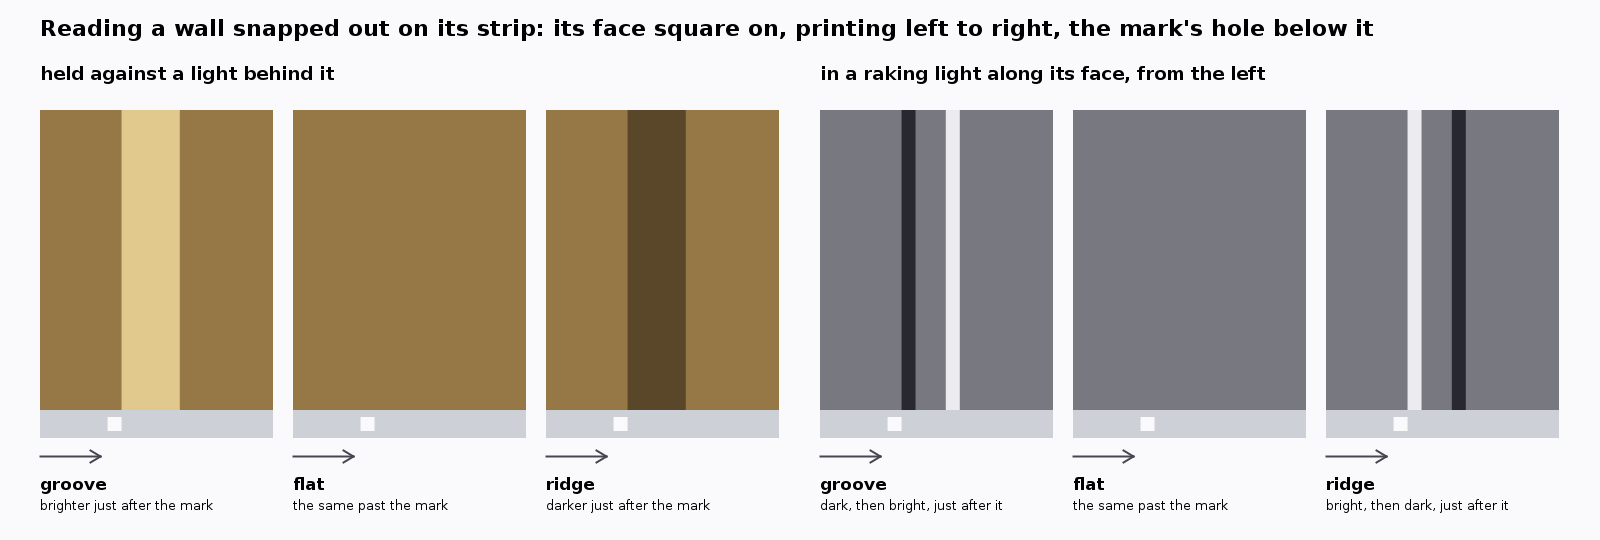 Reading a wall snapped out on its strip: its face square on, printing left to right, the mark's hole below it
held against a light behind it
in a raking light along its face, from the left
groove
brighter just after the mark
flat
the same past the mark
ridge
darker just after the mark
groove
dark, then bright, just after it
flat
the same past the mark
ridge
bright, then dark, just after it